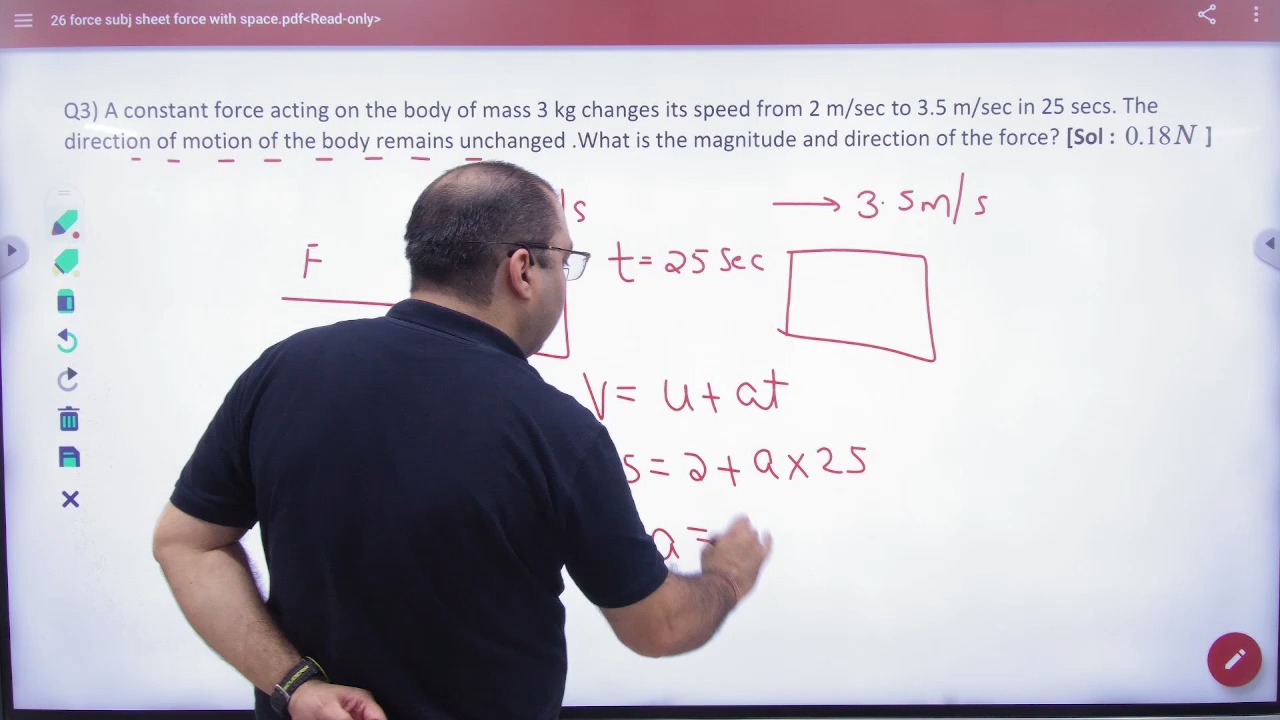 26 force subj sheet force with space.pdf<Read-only>
Q3) A constant force acting on the body of mass 3 kg changes its speed from 2 m/sec to 3.5 m/sec in 25 secs. The
direction of motion of the body remains unchanged .What is the magnitude and direction of the force? [Sol : 0.18N ]
s → 3.5m/s
F t = 25 Sec
V = u + at
5 = 2 + a x 25
a =